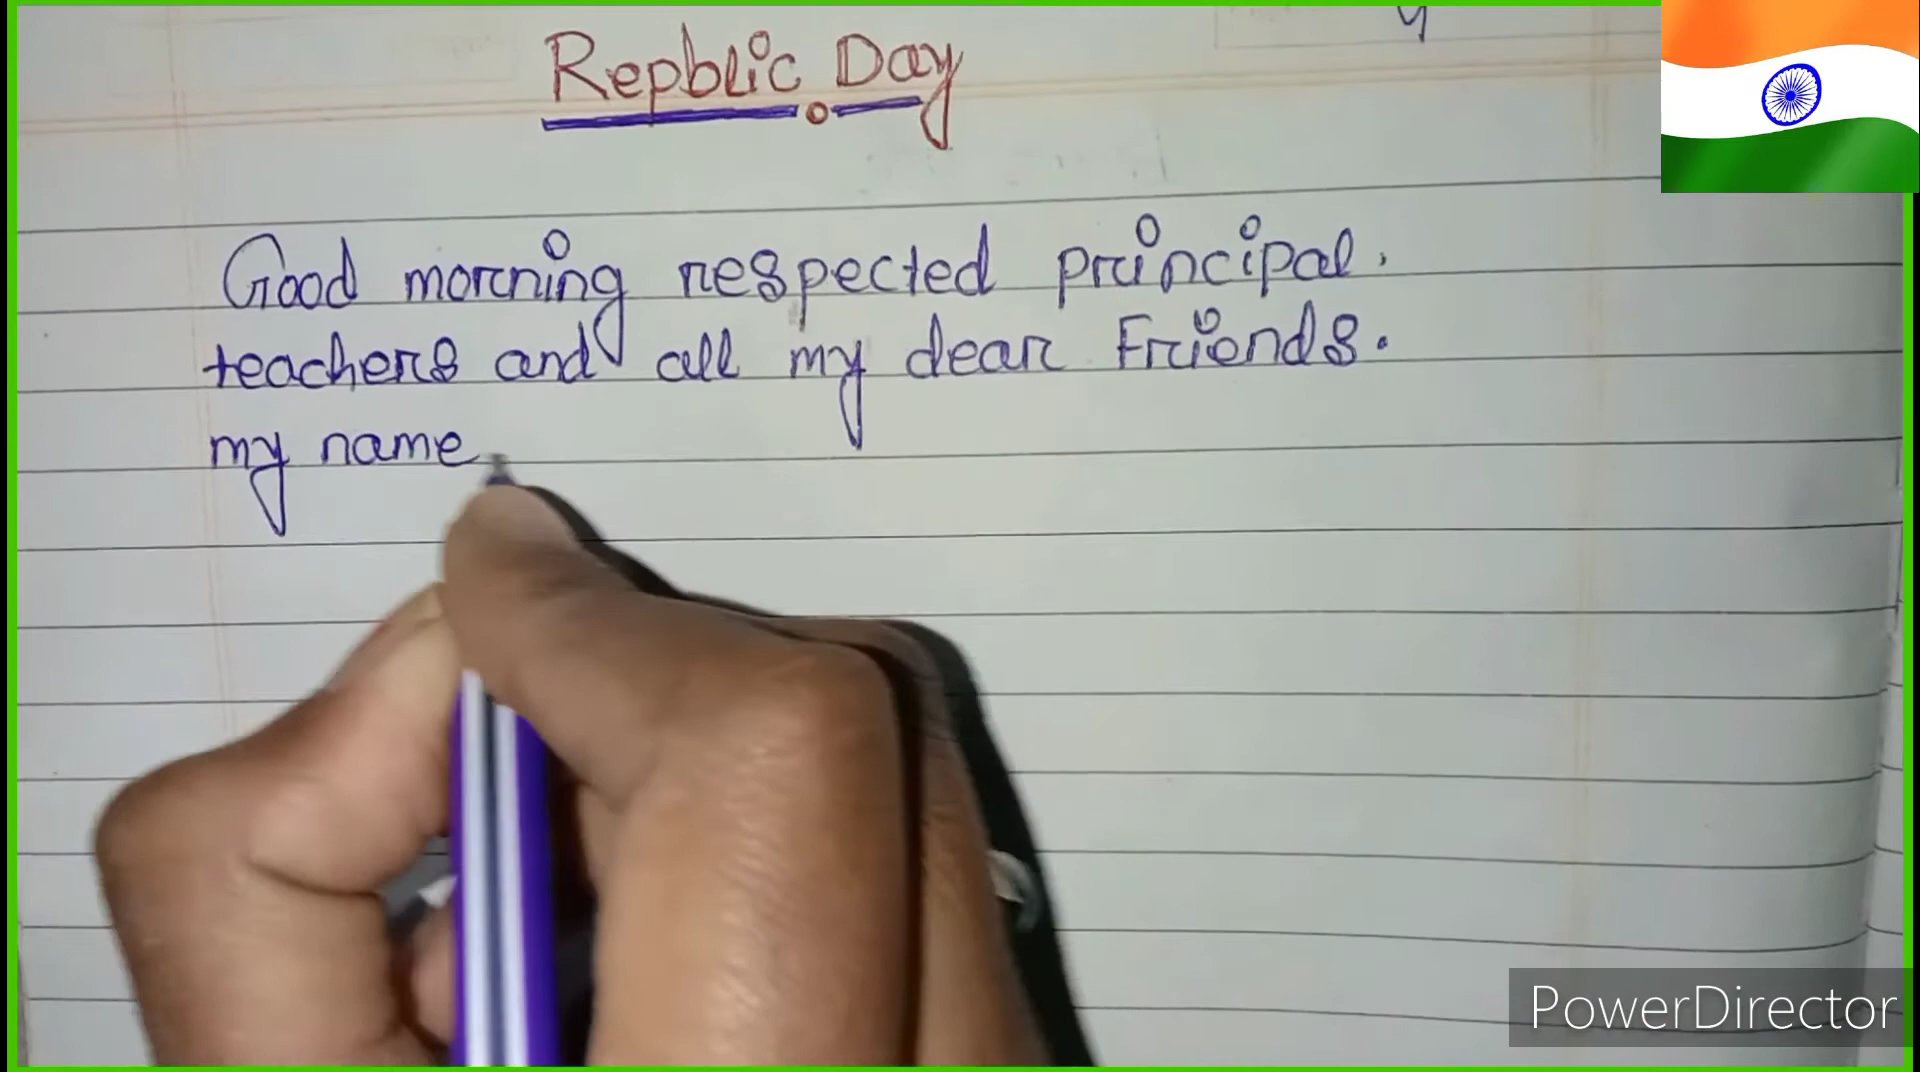 Repblic Day
Good morning respected principal.
teachers and all my dear Friends.
my name
PowerDirector